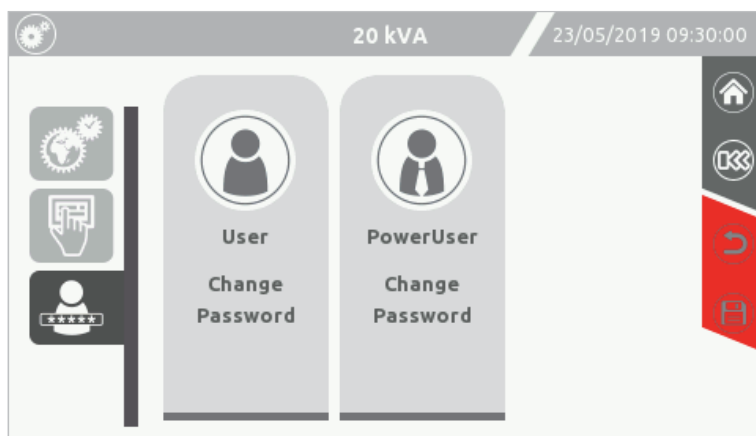 20 kVA
23/05/2019 09:30:00
User
Change
Password
PowerUser
Change
Password
*****